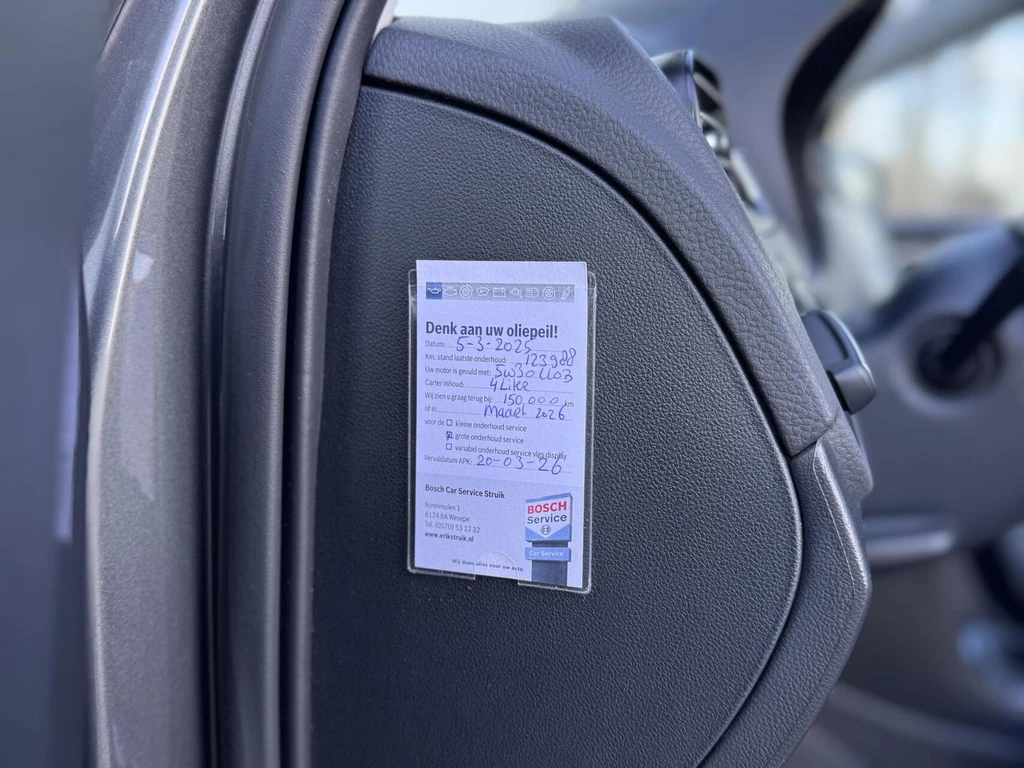 Denk aan uw oliepeil!
Datum: 5-3-2025
Km. stand laatste onderhoud: 123988
Uw motor is gevuld met: 5W30LL03
Carter inhoud: 4 Liter
Wij zien u graag terug bij: 150.000 km
of in Maart 2026
voor de kleine onderhoud service
grote onderhoud service
variabel onderhoud service vlgs display
Vervaldatum APK: 20-03-26
Bosch Car Service Struik
Korenmolen 1
8124 BA Wesepe
Tel. (0570) 53 12 32
www.erikstruik.nl
BOSCH
Service
Car Service
Wij doen alles voor uw auto